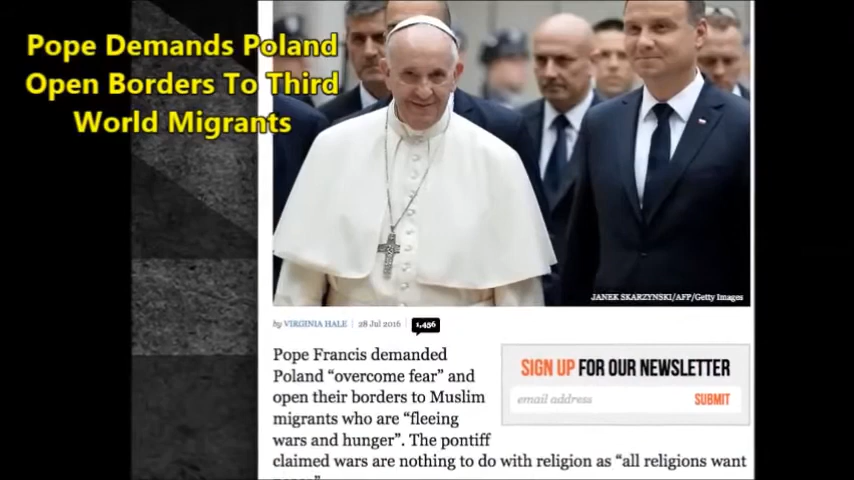 Pope Demands Poland
Open Borders To Third
World Migrants
JANEK SKARZYNSKI/AFP/Getty Images
by VIRGINIA HALE | 28 Jul 2016
1,456
Pope Francis demanded
Poland “overcome fear” and
open their borders to Muslim
migrants who are “fleeing
wars and hunger”. The pontiff
claimed wars are nothing to do with religion as “all religions want
SIGN UP FOR OUR NEWSLETTER
email address
SUBMIT